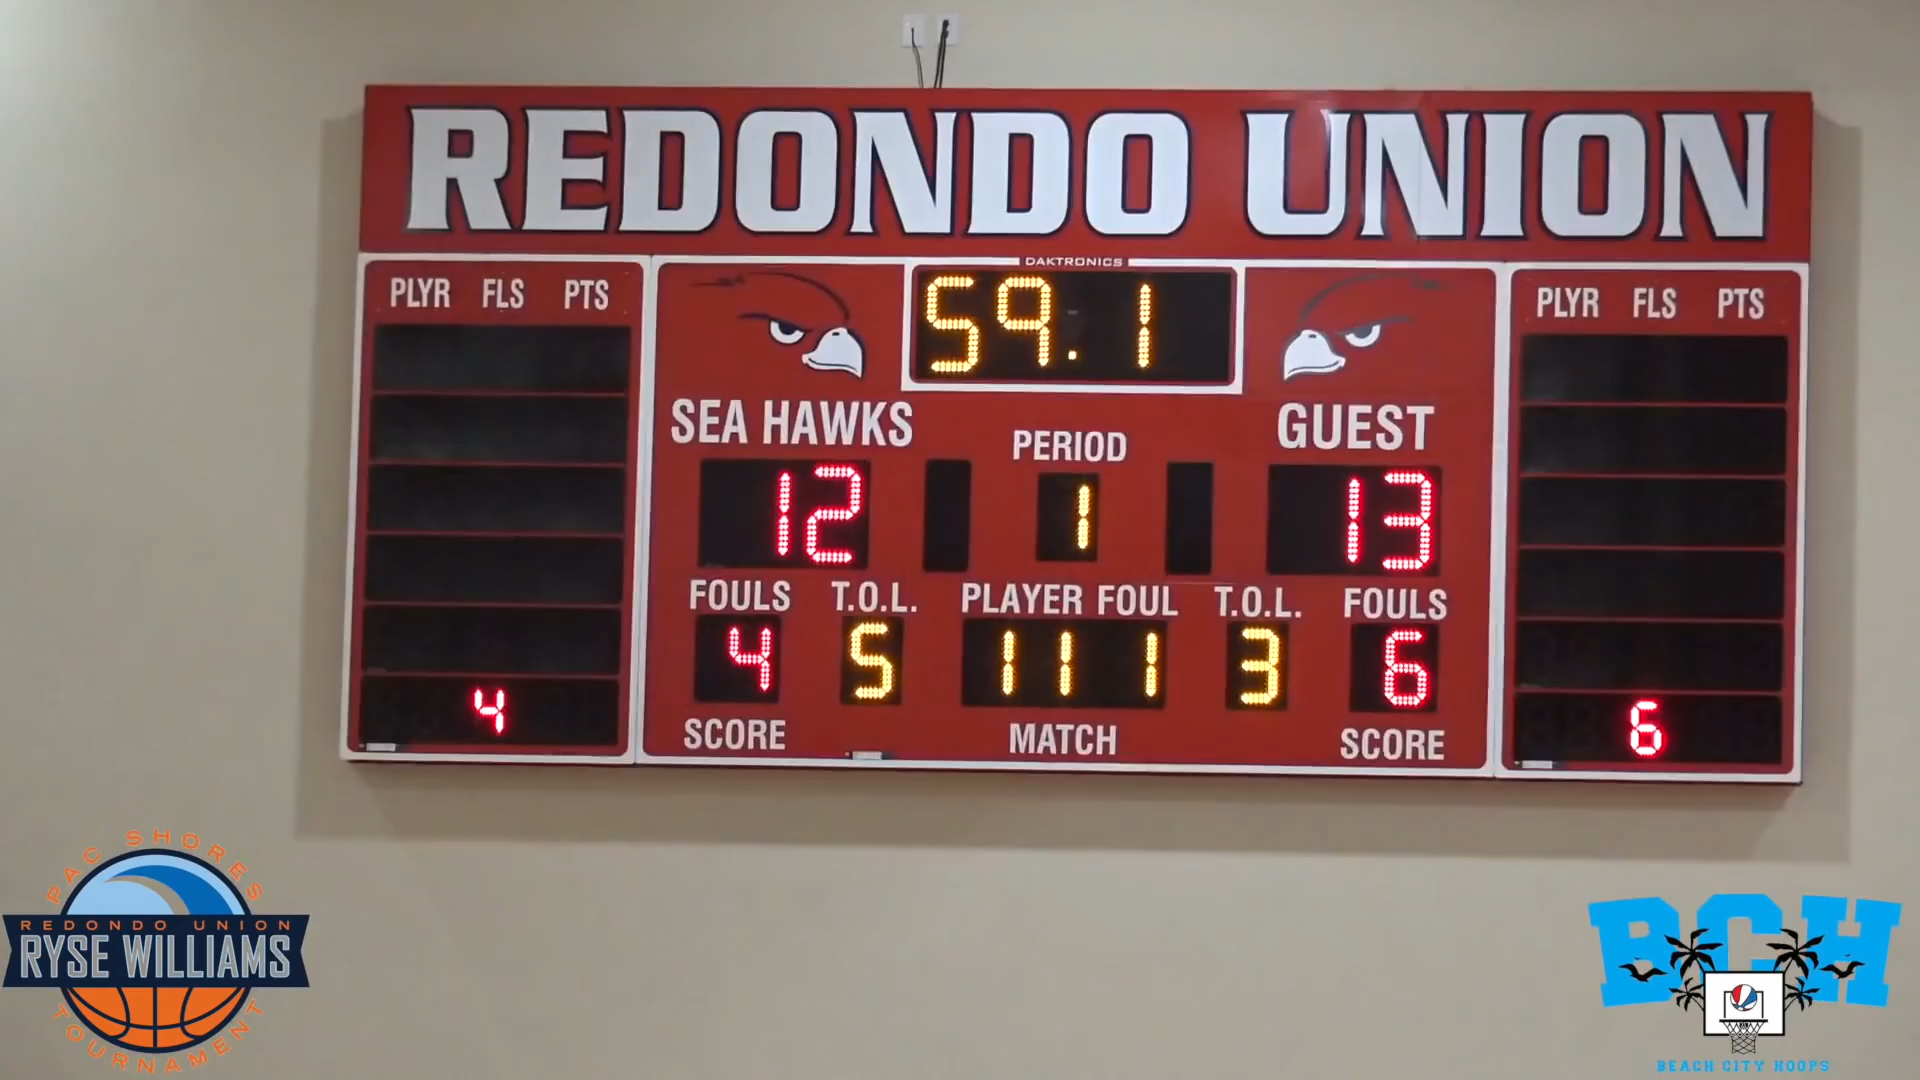 REDONDO UNION
DAKTRONICS
PLYR FLS PTS
59.1
PLYR FLS PTS
SEA HAWKS
PERIOD
GUEST
12
1
13
FOULS T.O.L. PLAYER FOUL T.O.L. FOULS
4 5 11 1 3 6
4
6
SCORE MATCH SCORE
PAC SHORES
REDONDO UNION
RYSE WILLIAMS
TOURNAMENT
BCH
BEACH CITY HOOPS